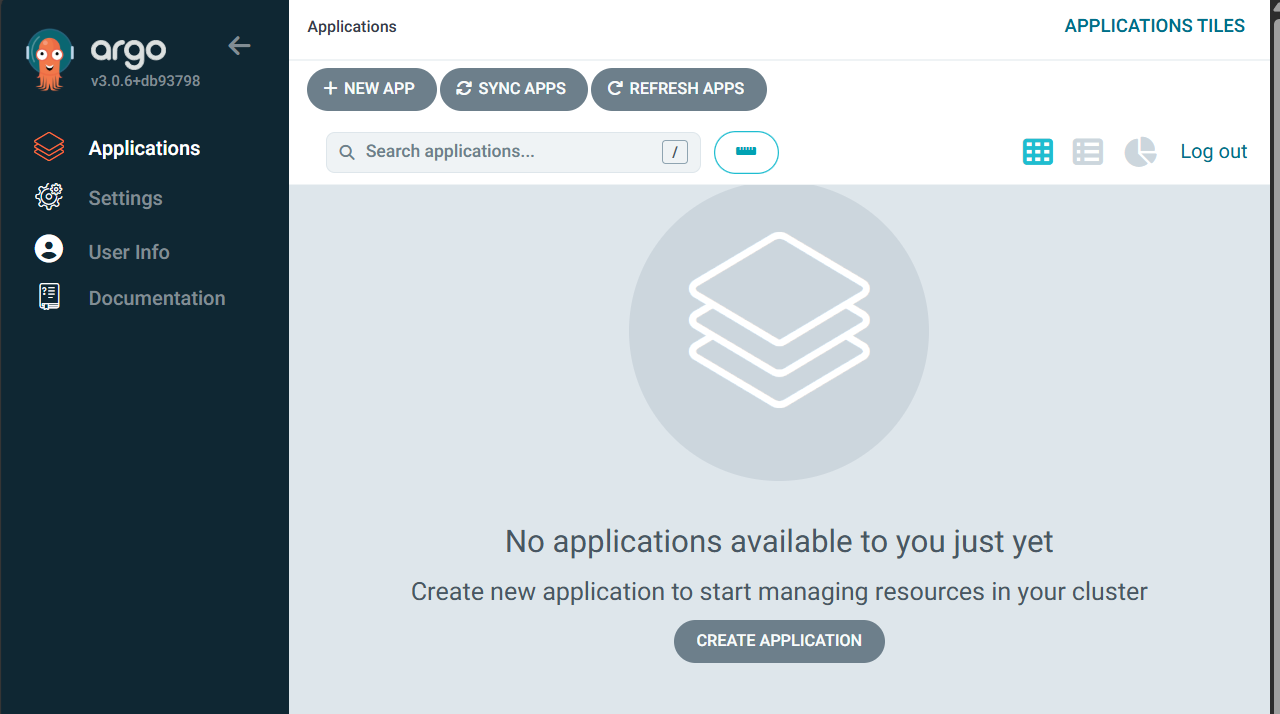 argo
v3.0.6+db93798
Applications
Settings
User Info
Documentation
Applications
APPLICATIONS TILES
NEW APP
SYNC APPS
REFRESH APPS
Search applications...
/
Log out
No applications available to you just yet
Create new application to start managing resources in your cluster
CREATE APPLICATION